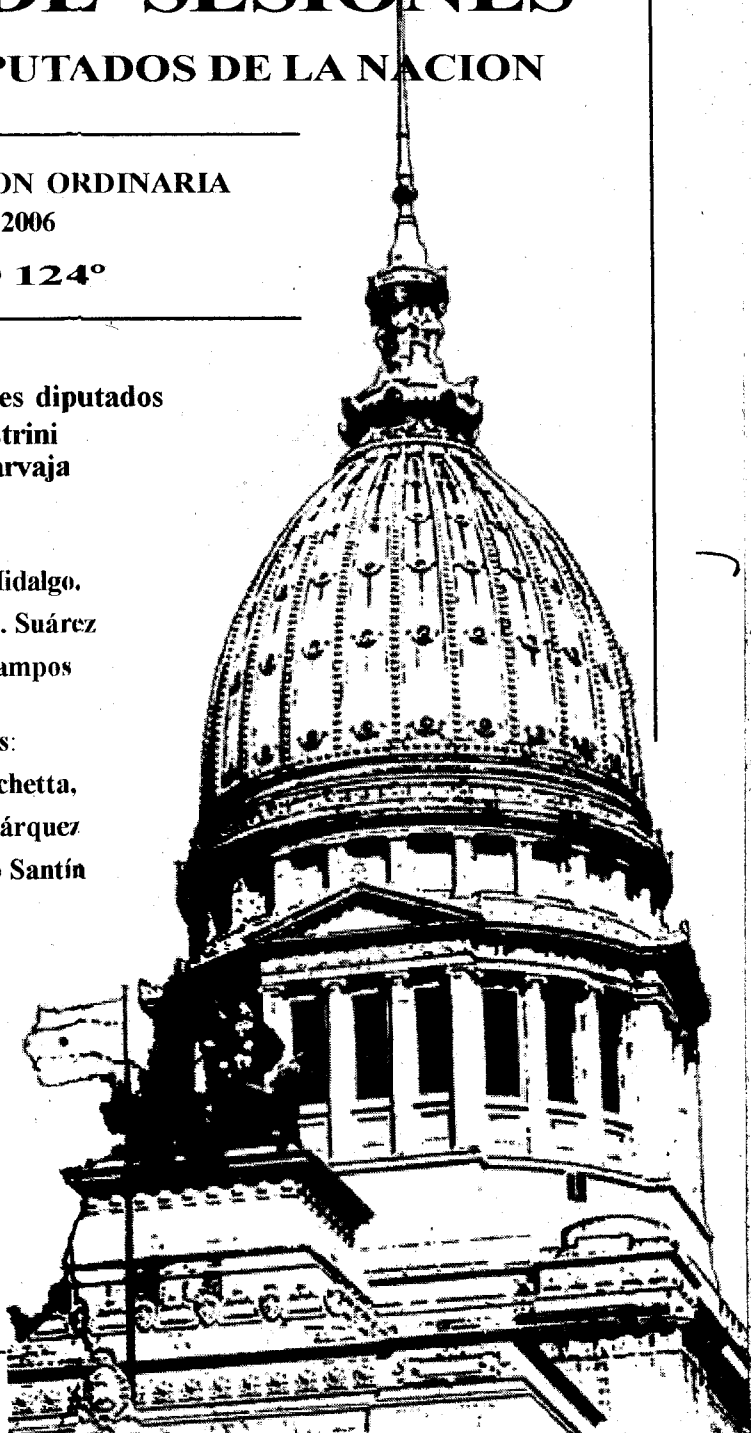 DE SESIONES
PUTADOS DE LA NACION
ON ORDINARIA
2006
124º
es diputados
trini
arvaja
Hidalgo.
. Suárez
ampos
s:
chetta,
árquez
Santín